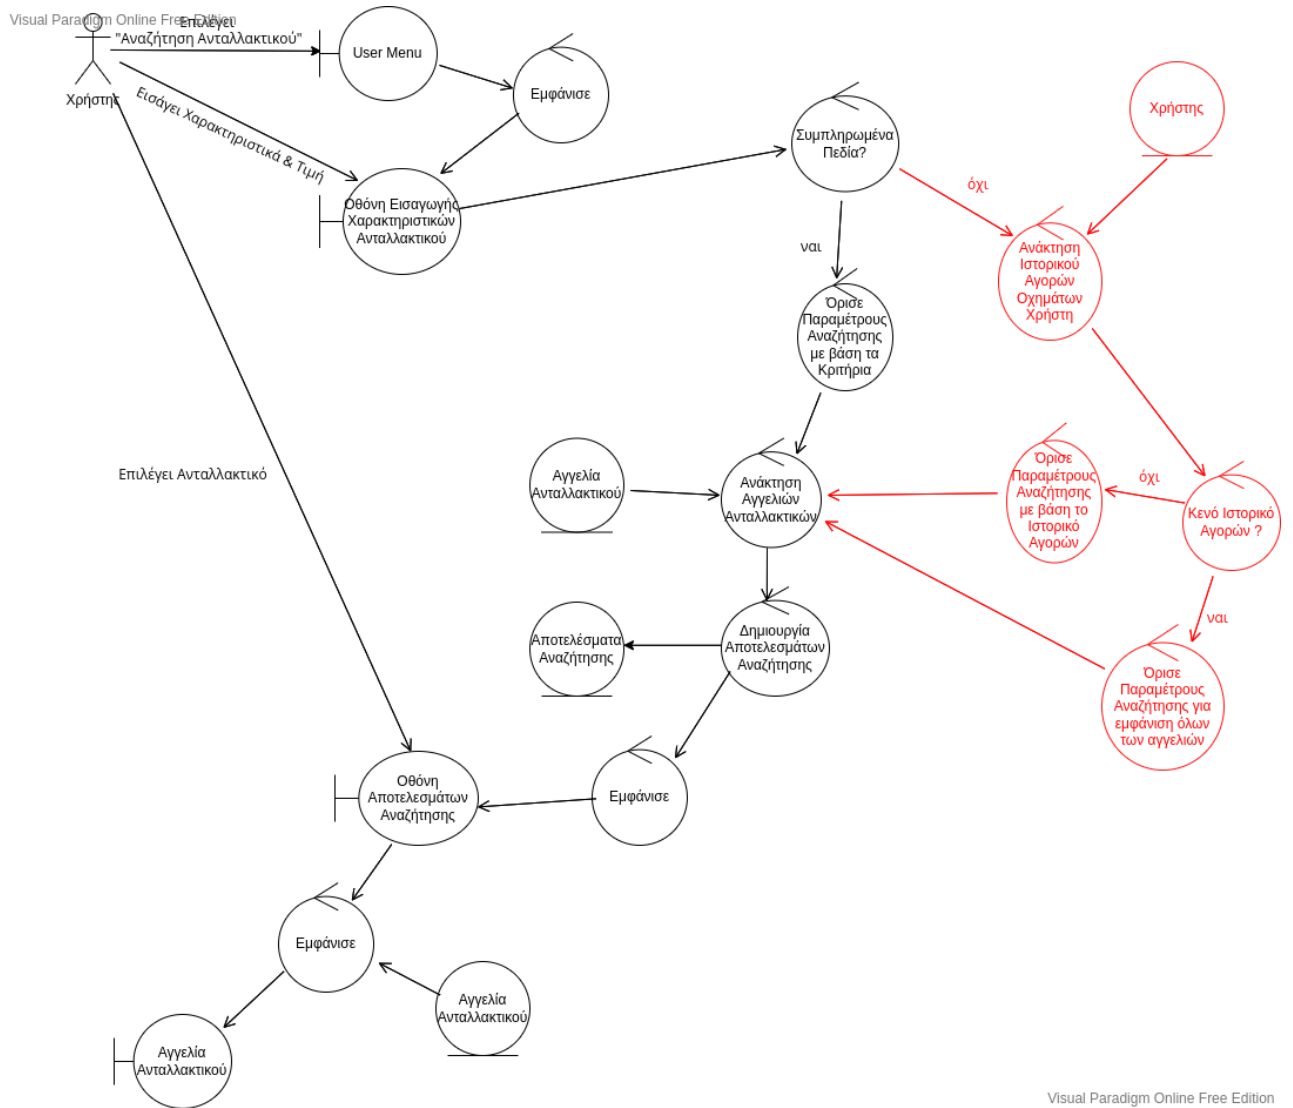 Visual Paradigm Online Free Edition
Επιλέγει
"Αναζήτηση Ανταλλακτικού"
User Menu
Εμφάνισε
Χρήστης
Εισάγει Χαρακτηριστικά & Τιμή
Συμπληρωμένα
Πεδία?
Χρήστης
Οθόνη Εισαγωγής
Χαρακτηριστικών
Ανταλλακτικού
όχι
ναι
Ανάκτηση
Ιστορικού
Αγορών
Οχημάτων
Χρήστη
Όρισε
Παραμέτρους
Αναζήτησης
με βάση τα
Κριτήρια
Επιλέγει Ανταλλακτικό
Αγγελία
Ανταλλακτικού
Ανάκτηση
Αγγελιών
Ανταλλακτικών
Όρισε
Παραμέτρους
Αναζήτησης
με βάση το
Ιστορικό
Αγορών
όχι
Κενό Ιστορικό
Αγορών ?
ναι
Αποτελέσματα
Αναζήτησης
Δημιουργία
Αποτελεσμάτων
Αναζήτησης
Όρισε
Παραμέτρους
Αναζήτησης για
εμφάνιση όλων
των αγγελιών
Οθόνη
Αποτελεσμάτων
Αναζήτησης
Εμφάνισε
Εμφάνισε
Αγγελία
Ανταλλακτικού
Αγγελία
Ανταλλακτικού
Visual Paradigm Online Free Edition